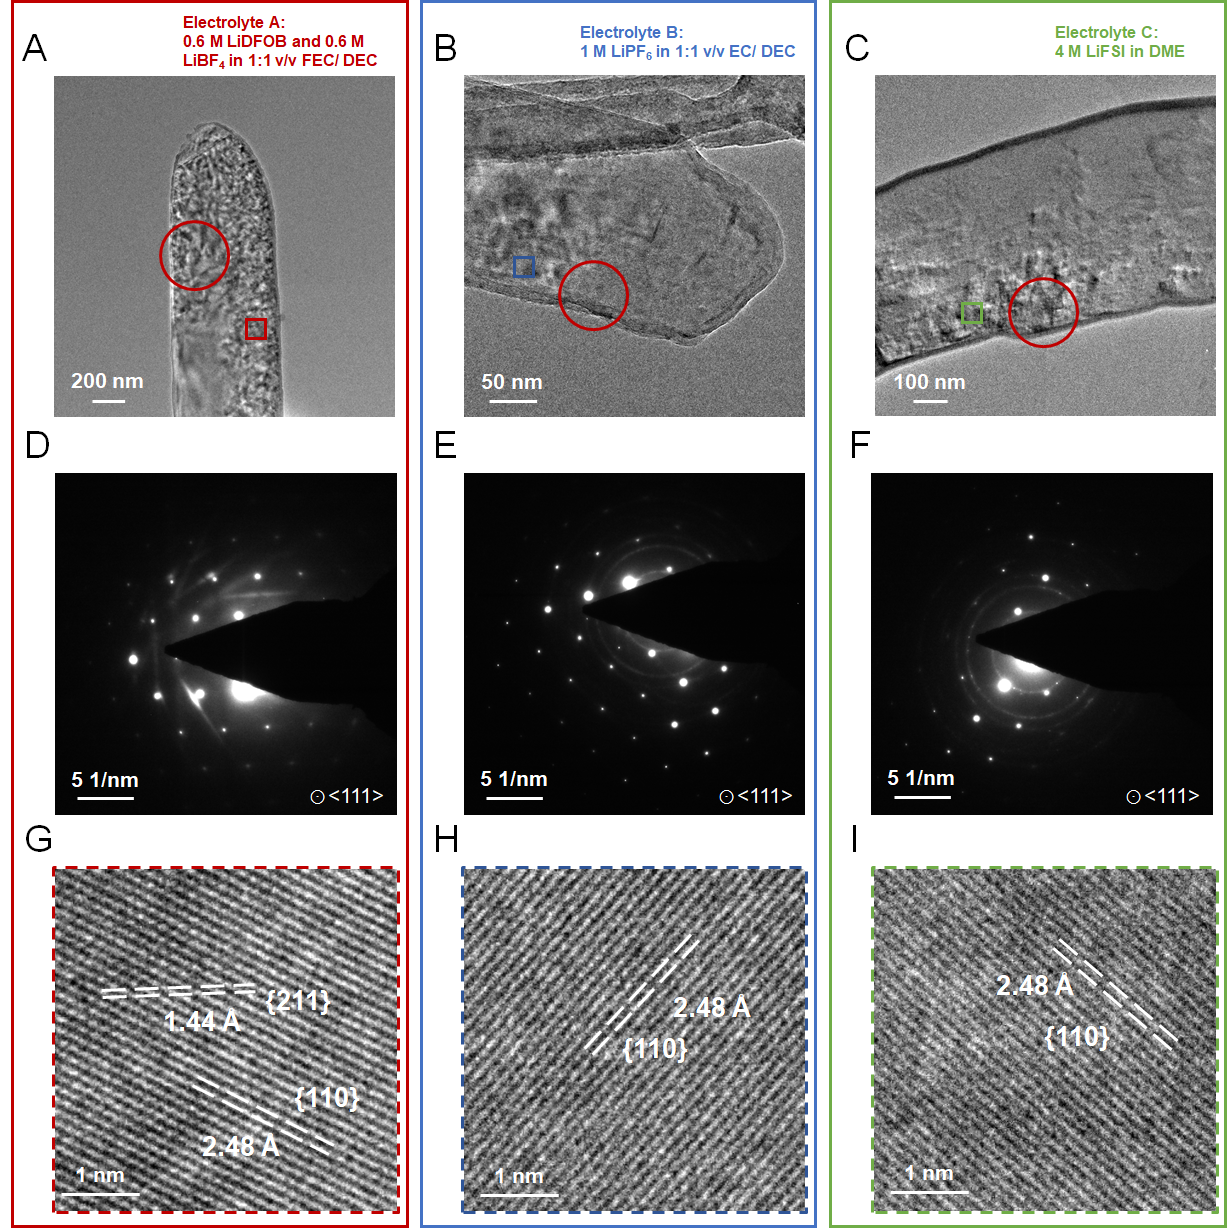 A
Electrolyte A:
0.6 M LiDFOB and 0.6 M
LiBF₄ in 1:1 v/v FEC/ DEC
B
Electrolyte B:
1 M LiPF₆ in 1:1 v/v EC/ DEC
C
Electrolyte C:
4 M LiFSI in DME
200 nm
50 nm
100 nm
D
E
F
5 1/nm
⊙<111>
5 1/nm
⊙<111>
5 1/nm
⊙<111>
G
H
I
{211}
1.44 Å
{110}
2.48 Å
1 nm
2.48 Å
{110}
1 nm
2.48 Å
{110}
1 nm